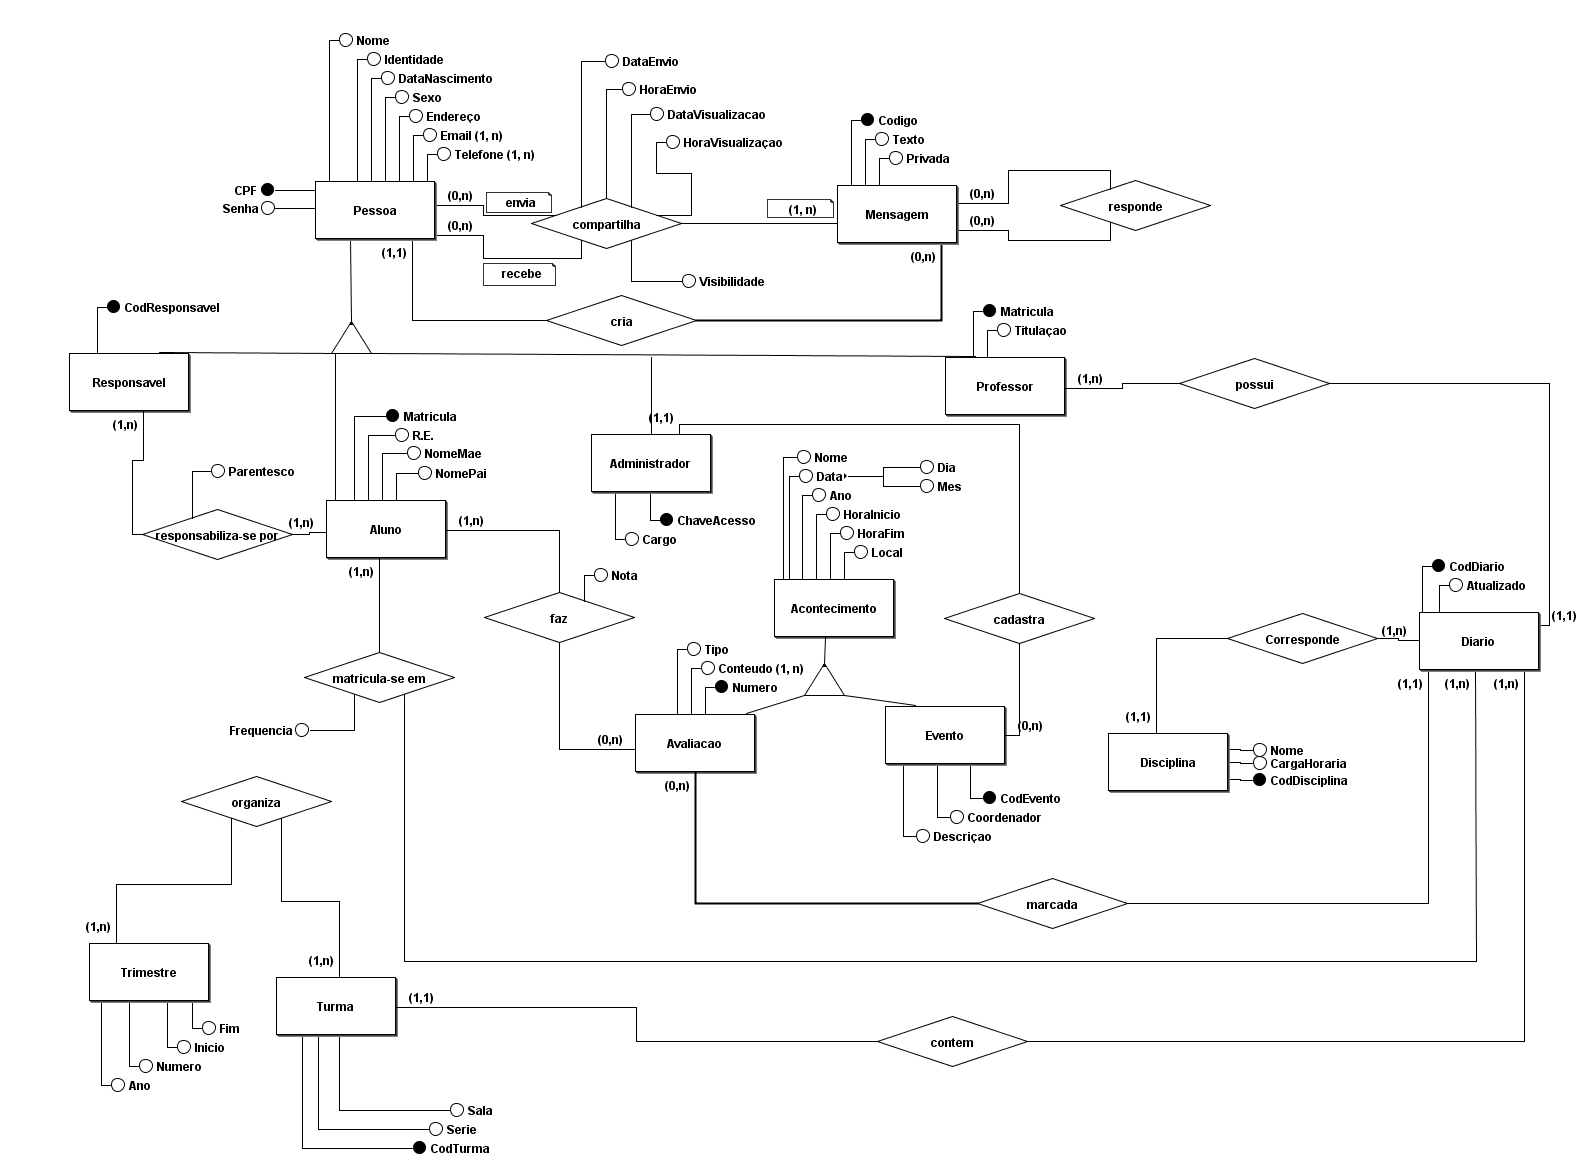 Nome
Identidade
DataNascimento
Sexo
Endereço
Email (1, n)
Telefone (1, n)
CPF
Senha
Pessoa
(0,n)
(0,n)
(1,1)
envia
recebe
compartilha
DataEnvio
HoraEnvio
DataVisualizacao
HoraVisualizaçao
Visibilidade
(1, n)
Codigo
Texto
Privada
Mensagem
(0,n)
(0,n)
(0,n)
responde
cria
CodResponsavel
Responsavel
(1,n)
Matricula
Titulaçao
Professor
(1,n)
possui
Parentesco
responsabiliza-se por
(1,n)
Matricula
R.E.
NomeMae
NomePai
Aluno
(1,n)
(1,n)
(1,1)
Administrador
ChaveAcesso
Cargo
Nome
Data
Dia
Mes
Ano
HoraInicio
HoraFim
Local
Acontecimento
cadastra
Nota
faz
matricula-se em
Frequencia
Tipo
Conteudo (1, n)
Numero
(0,n)
Avaliacao
(0,n)
Evento
(0,n)
CodEvento
Coordenador
Descriçao
CodDiario
Atualizado
(1,1)
Corresponde
(1,n)
Diario
(1,1)
(1,n)
(1,n)
(1,1)
Disciplina
Nome
CargaHoraria
CodDisciplina
organiza
marcada
(1,n)
Trimestre
Fim
Inicio
Numero
Ano
(1,n)
Turma
(1,1)
contem
Sala
Serie
CodTurma